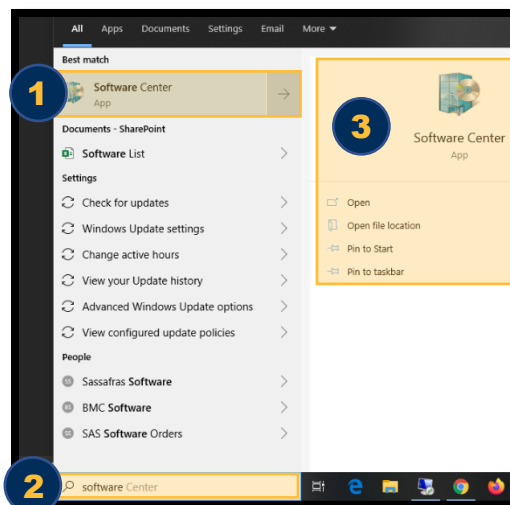 All Apps Documents Settings Email More
Best match
1
Software Center
App
Documents - SharePoint
Software List
Settings
Check for updates
Windows Update settings
Change active hours
View your Update history
Advanced Windows Update options
View configured update policies
People
SS Sassafras Software
BS BMC Software
SO SAS Software Orders
2
software Center
3
Software Center
App
Open
Open file location
Pin to Start
Pin to taskbar